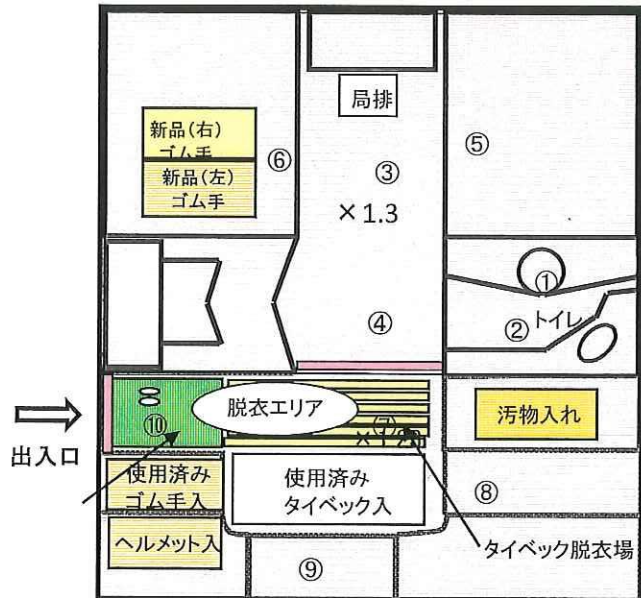 局排
新品(右)
ゴム手
新品(左)
ゴム手
⑥
③
⑤
×1.3
①
④
②
トイレ
出入口
脱衣エリア
⑦
⑩
汚物入れ
使用済み
ゴム手入
使用済み
タイベック入
⑧
ヘルメット入
⑨
タイベック脱衣場